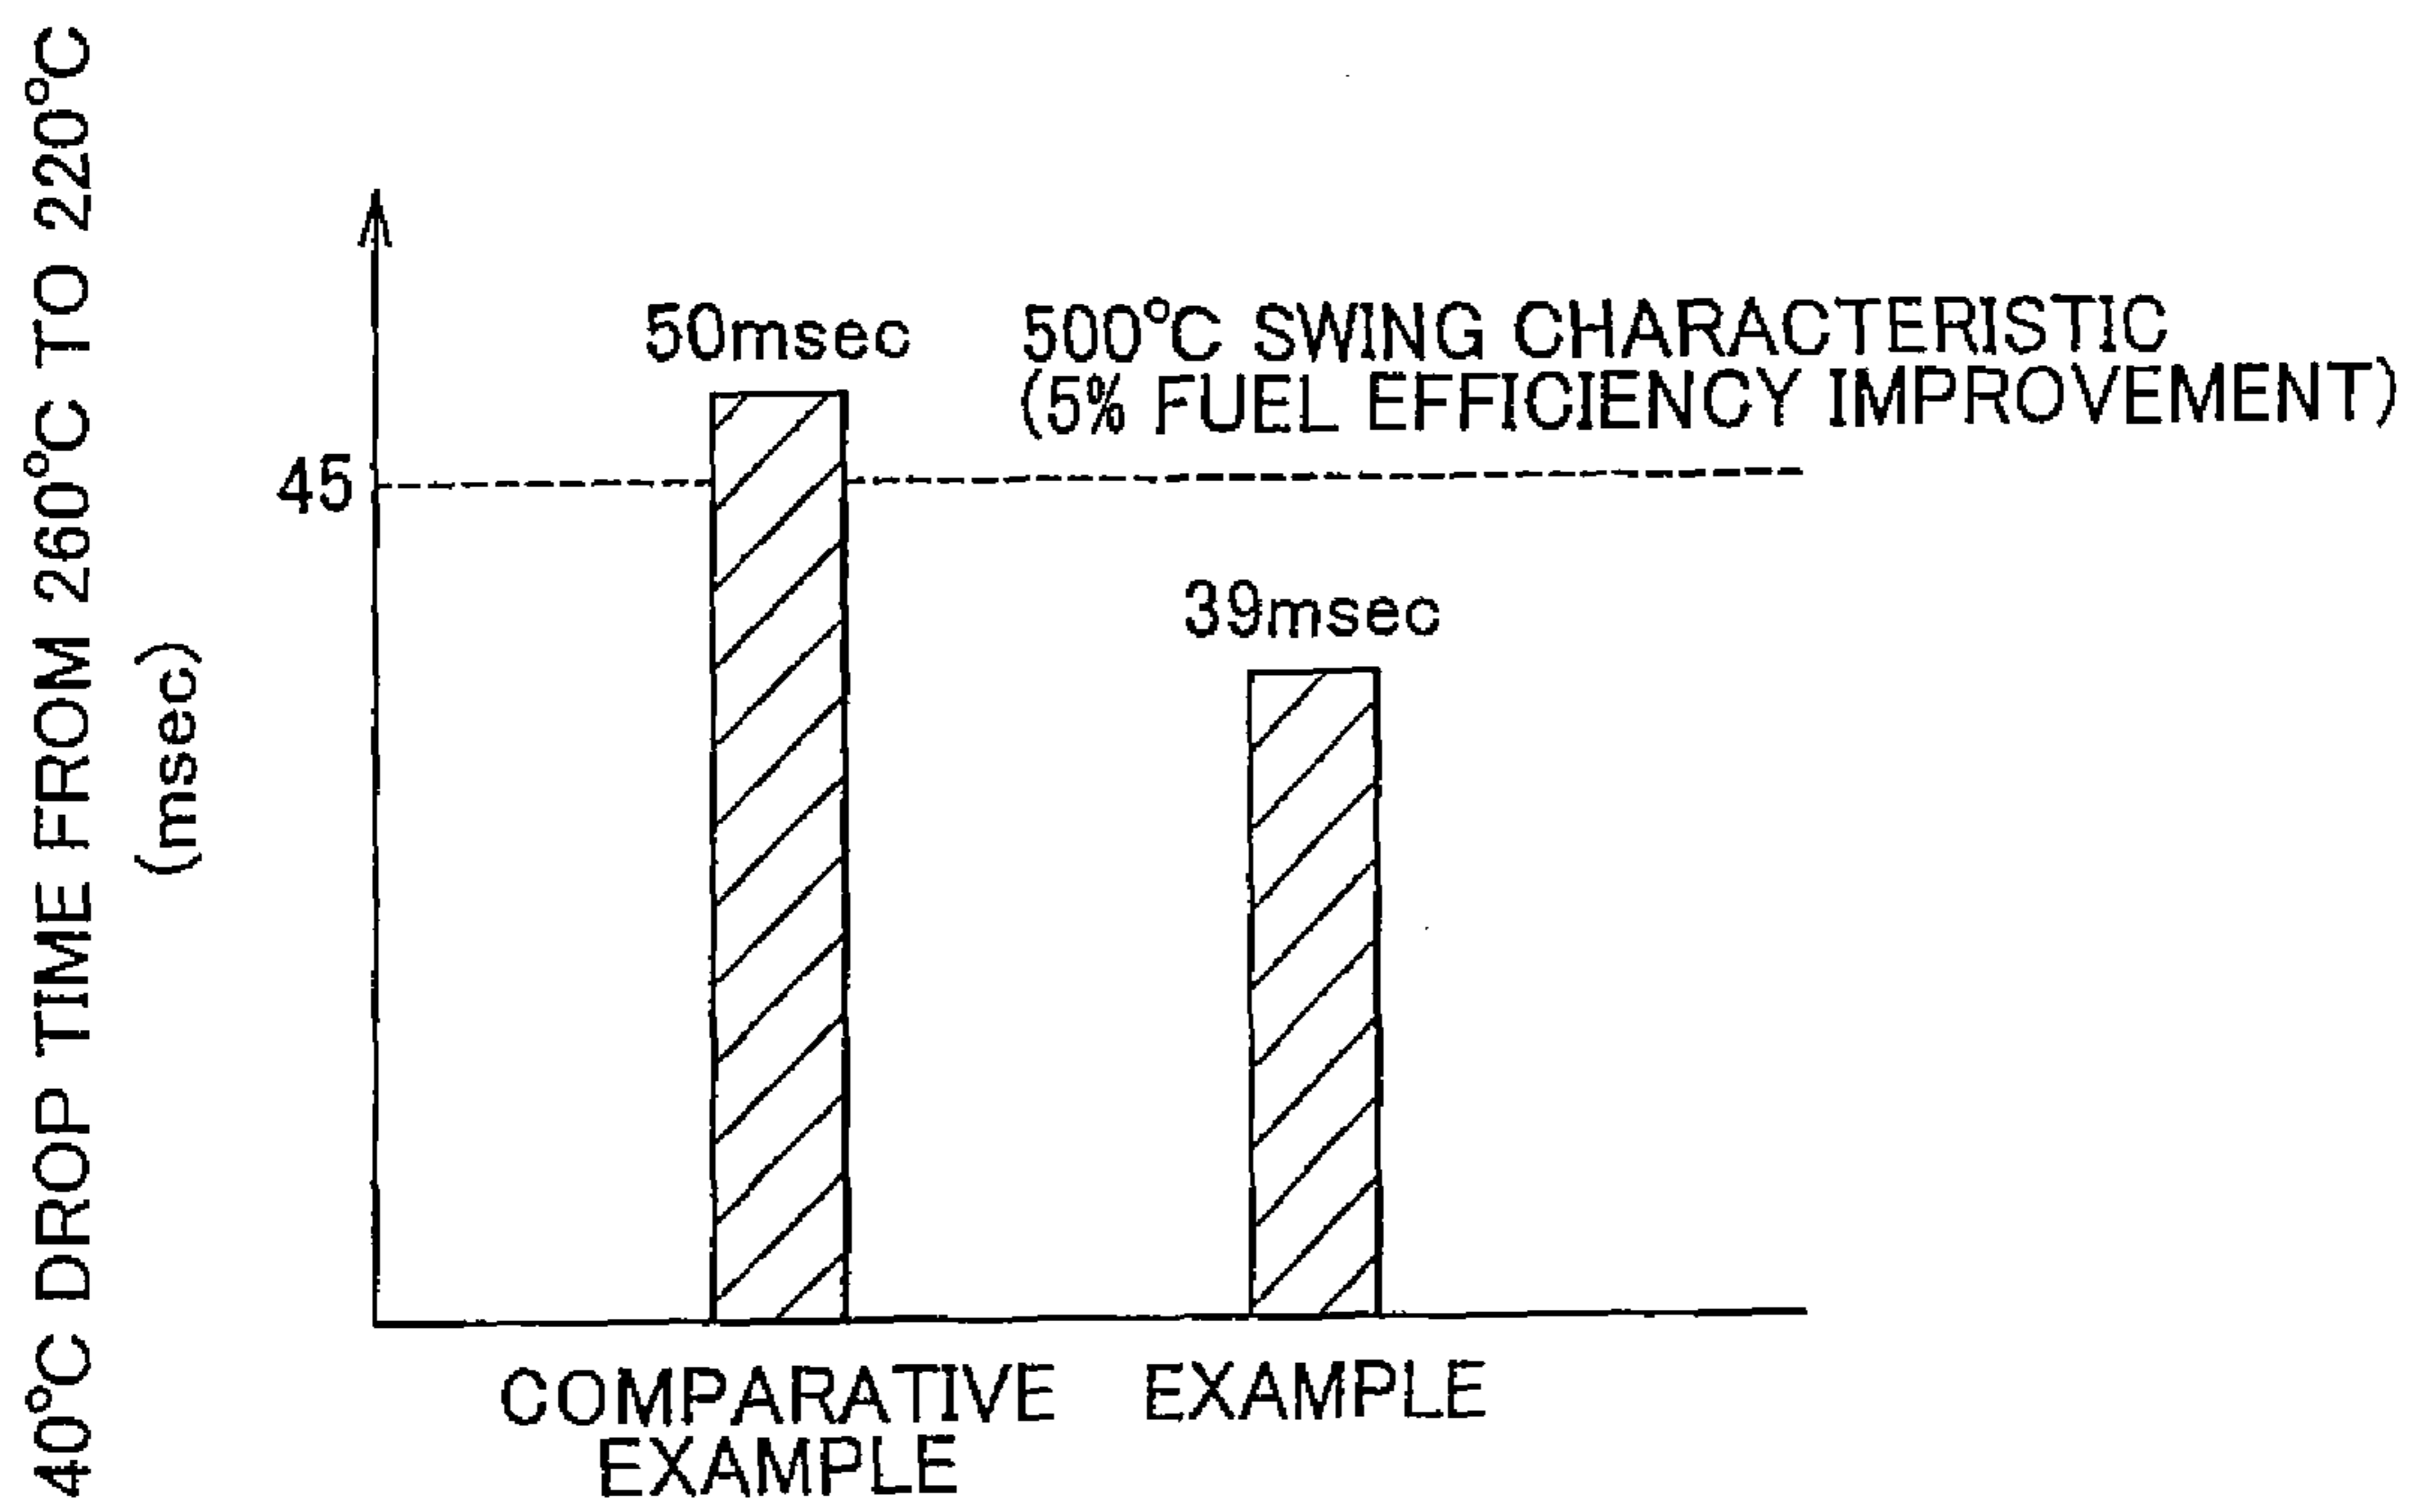 40°C DROP TIME FROM 260°C TO 220°C
(msec)
50msec
500°C SWING CHARACTERISTIC
(5% FUEL EFFICIENCY IMPROVEMENT)
45
39msec
COMPARATIVE
EXAMPLE
EXAMPLE